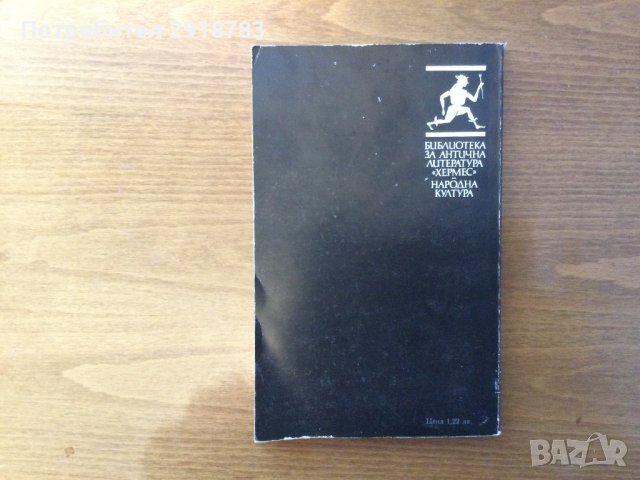 Потребител 2918783
БИБЛИОТЕКА
ЗА АНТИЧНА
ЛИТЕРАТУРА
«ХЕРМЕС»
НАРОДНА
КУЛТУРА
Цена 1,22 лв.
BAZAR
bg